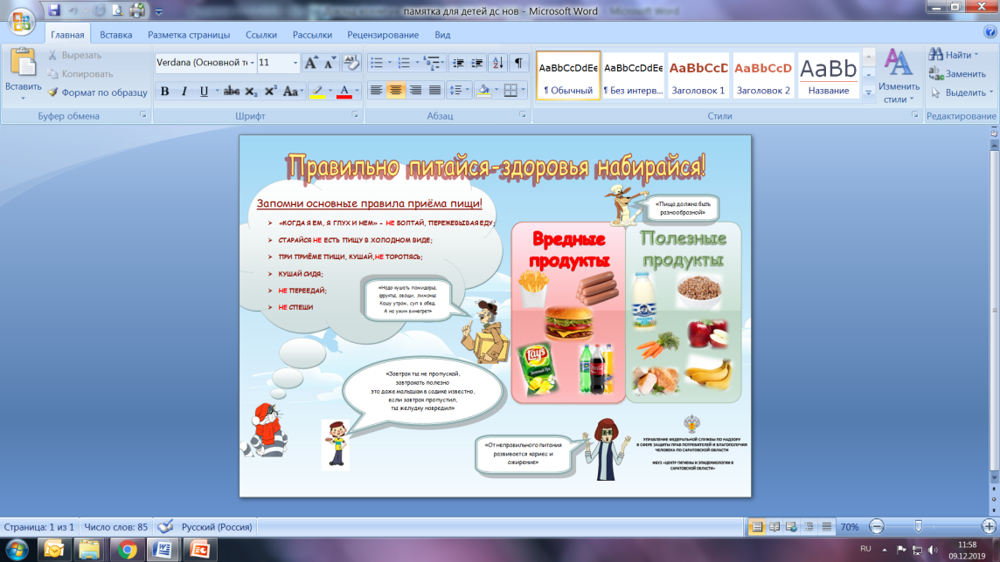 памятка для детей дс нов - Microsoft Word
Главная Вставка Разметка страницы Ссылки Рассылки Рецензирование Вид
Вставить
Вырезать
Копировать
Формат по образцу
Буфер обмена
Verdana (Основной те 11
Шрифт
Абзац
AaBbCcDdEe AaBbCcDdEe AaBbCcD AaBbCcD AaBb
¶ Обычный ¶ Без интерв... Заголовок 1 Заголовок 2 Название
Стили
Изменить стили
Найти
Заменить
Выделить
Редактирование
Правильно питайся-здоровья набирайся!
Запомни основные правила приёма пищи!
«КОГДА Я ЕМ, Я ГЛУХ И НЕМ» - НЕ БОЛТАЙ, ПЕРЕЖЕВЫВАЯ ЕДУ;
СТАРАЙСЯ НЕ ЕСТЬ ПИЩУ В ХОЛОДНОМ ВИДЕ;
ПРИ ПРИЁМЕ ПИЩИ, КУШАЙ,НЕ ТОРОПЯСЬ;
КУШАЙ СИДЯ;
НЕ ПЕРЕЕДАЙ;
НЕ СПЕШИ
«Надо кушать помидоры,
фрукты, овощи, лимоны
Кашу утром, суп в обед,
А на ужин винегрет»
«Завтрак ты не пропускай,
завтракать полезно
это даже малышам в садике известно,
если завтрак пропустил,
ты желудку навредил»
«Пища должна быть
разнообразной»
Вредные
продукты
Lays
Полезные
продукты
«От неправильного питания
развивается кариес и
ожирение»
УПРАВЛЕНИЕ ФЕДЕРАЛЬНОЙ СЛУЖБЫ ПО НАДЗОРУ
В СФЕРЕ ЗАЩИТЫ ПРАВ ПОТРЕБИТЕЛЕЙ И БЛАГОПОЛУЧИЯ
ЧЕЛОВЕКА ПО САРАТОВСКОЙ ОБЛАСТИ
ФБУЗ «ЦЕНТР ГИГИЕНЫ И ЭПИДЕМИОЛОГИИ В
САРАТОВСКОЙ ОБЛАСТИ»
Страница: 1 из 1 Число слов: 85 Русский (Россия) 70%
RU 11:58
09.12.2019